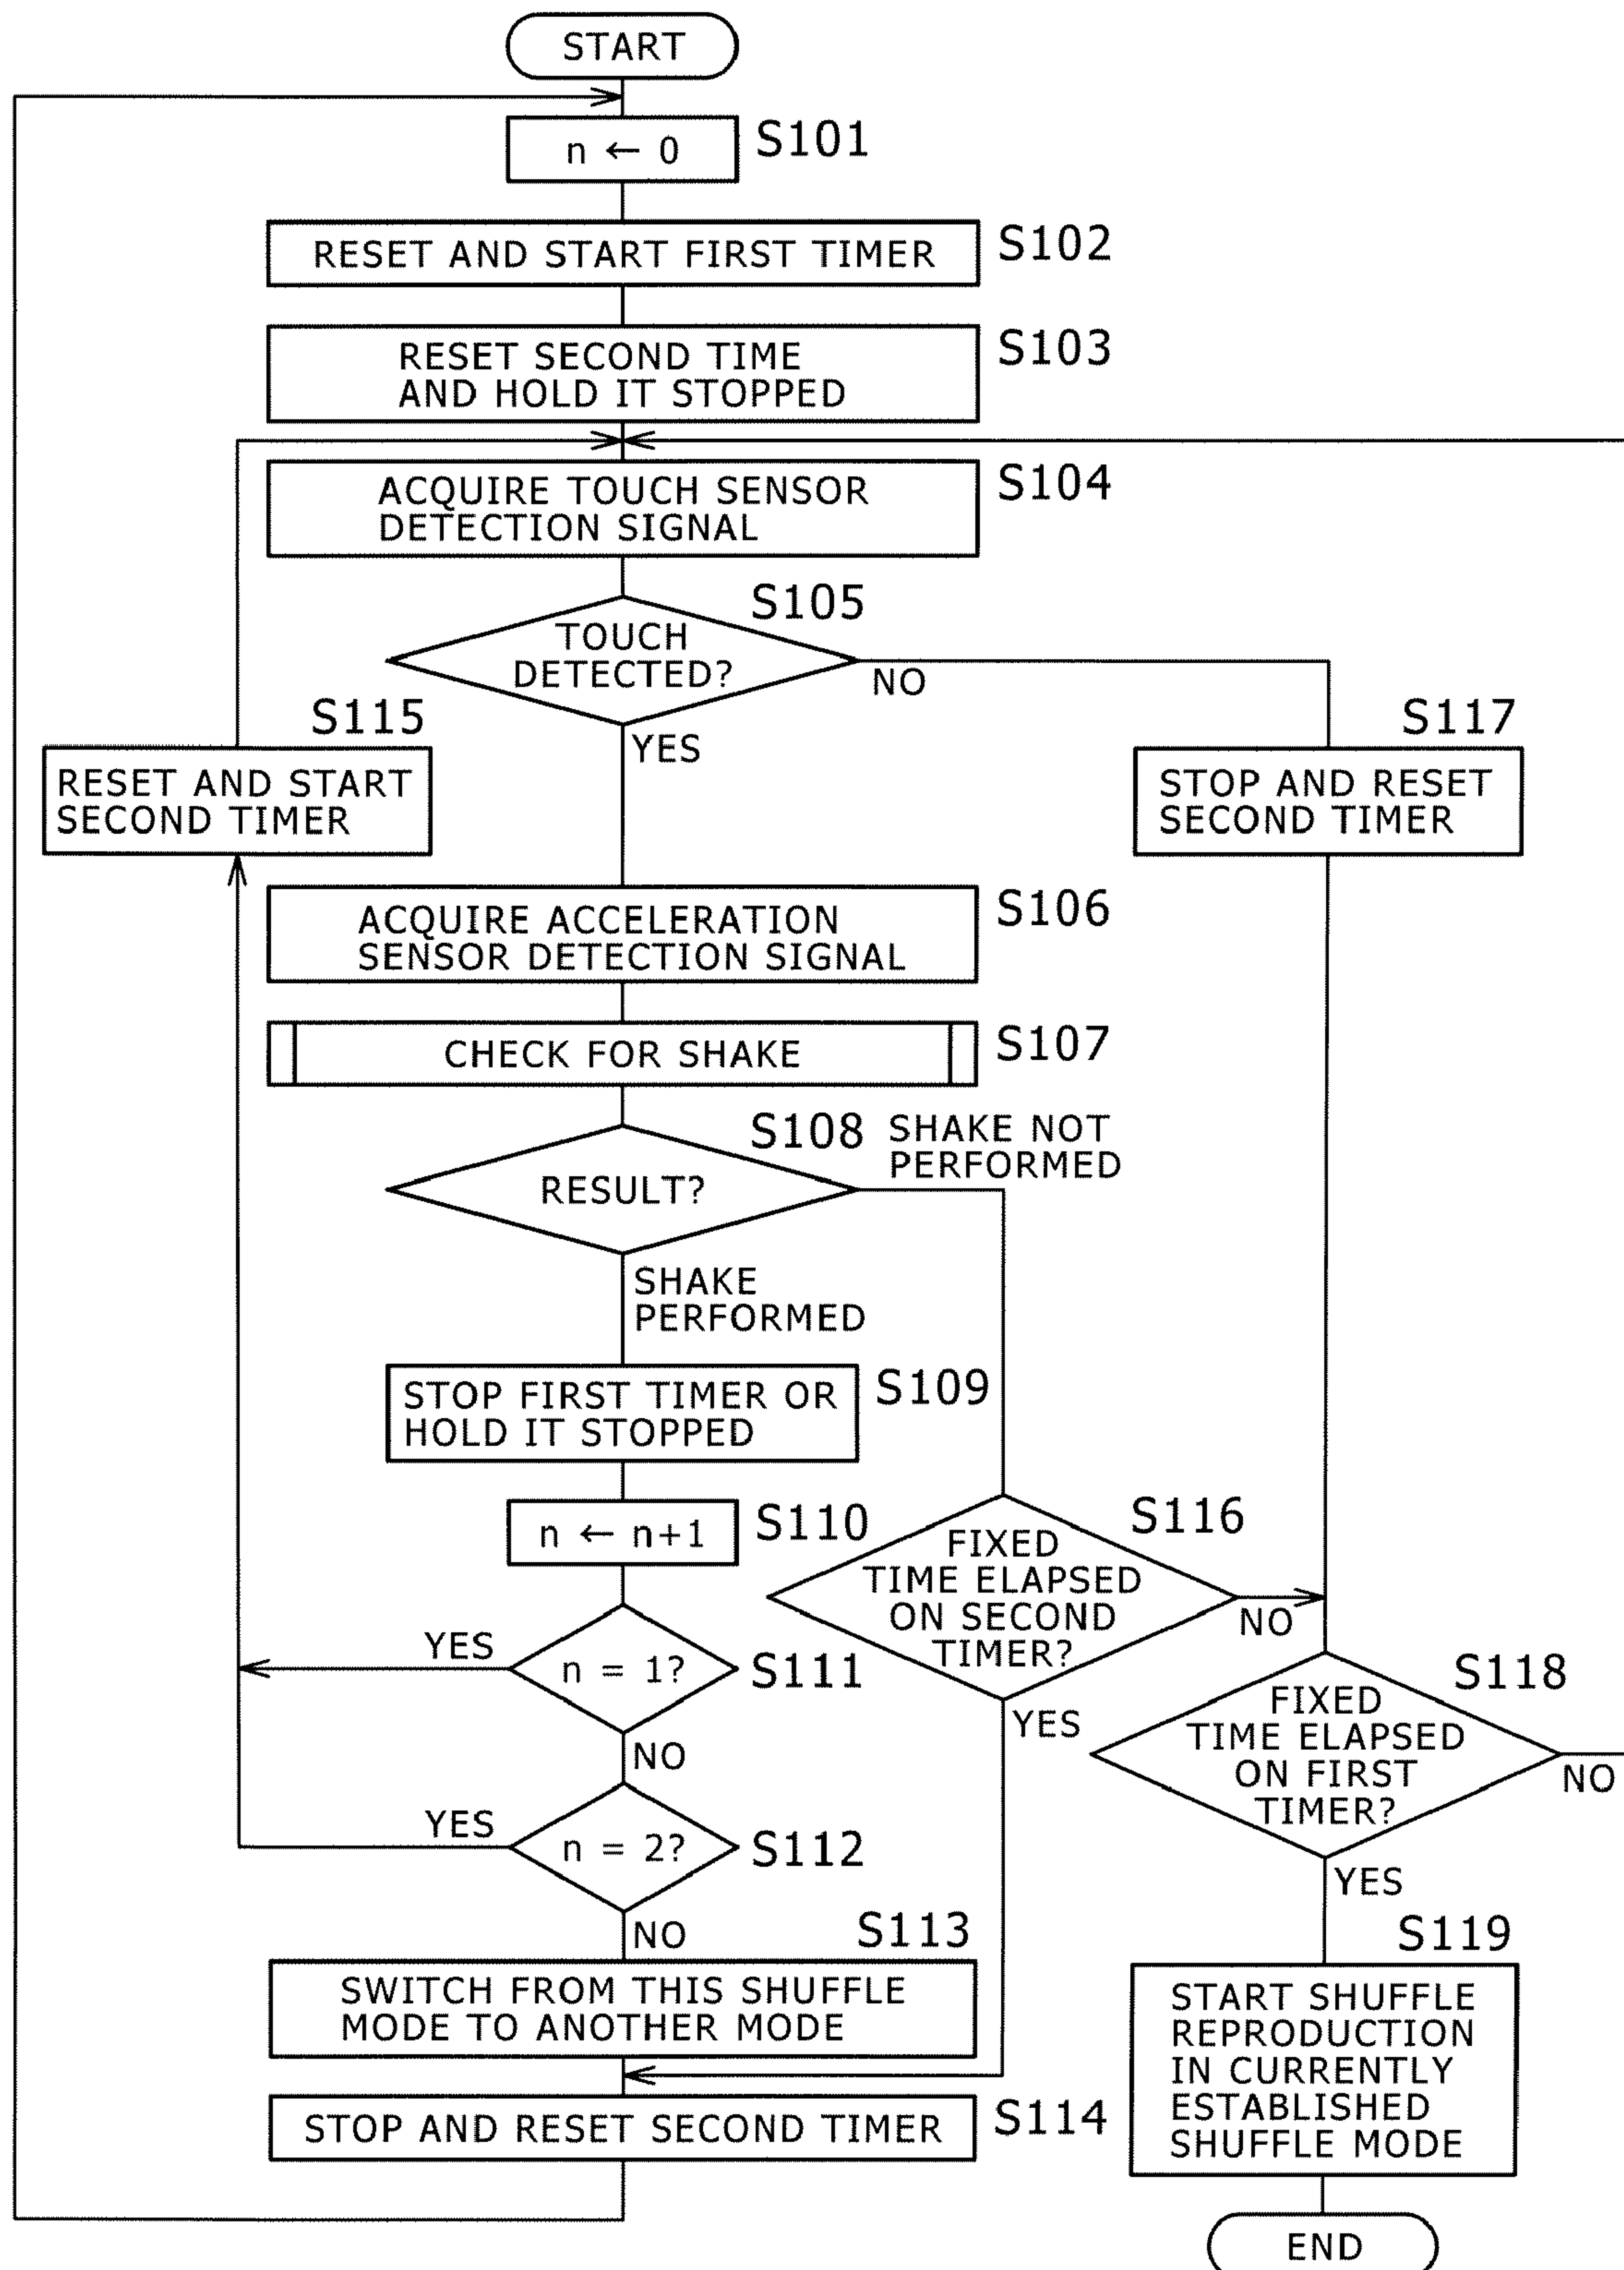 START
n ← 0
S101
RESET AND START FIRST TIMER
S102
RESET SECOND TIME
AND HOLD IT STOPPED
S103
ACQUIRE TOUCH SENSOR
DETECTION SIGNAL
S104
S105
TOUCH
DETECTED?
NO
YES
S115
RESET AND START
SECOND TIMER
S117
STOP AND RESET
SECOND TIMER
ACQUIRE ACCELERATION
SENSOR DETECTION SIGNAL
S106
CHECK FOR SHAKE
S107
S108
SHAKE NOT
PERFORMED
RESULT?
SHAKE
PERFORMED
STOP FIRST TIMER OR
HOLD IT STOPPED
S109
n ← n+1
S110
S116
FIXED
TIME ELAPSED
ON SECOND
TIMER?
NO
YES
YES
n = 1?
S111
NO
S118
FIXED
TIME ELAPSED
ON FIRST
TIMER?
NO
YES
YES
n = 2?
S112
NO
S113
SWITCH FROM THIS SHUFFLE
MODE TO ANOTHER MODE
S119
START SHUFFLE
REPRODUCTION
IN CURRENTLY
ESTABLISHED
SHUFFLE MODE
STOP AND RESET SECOND TIMER
S114
END